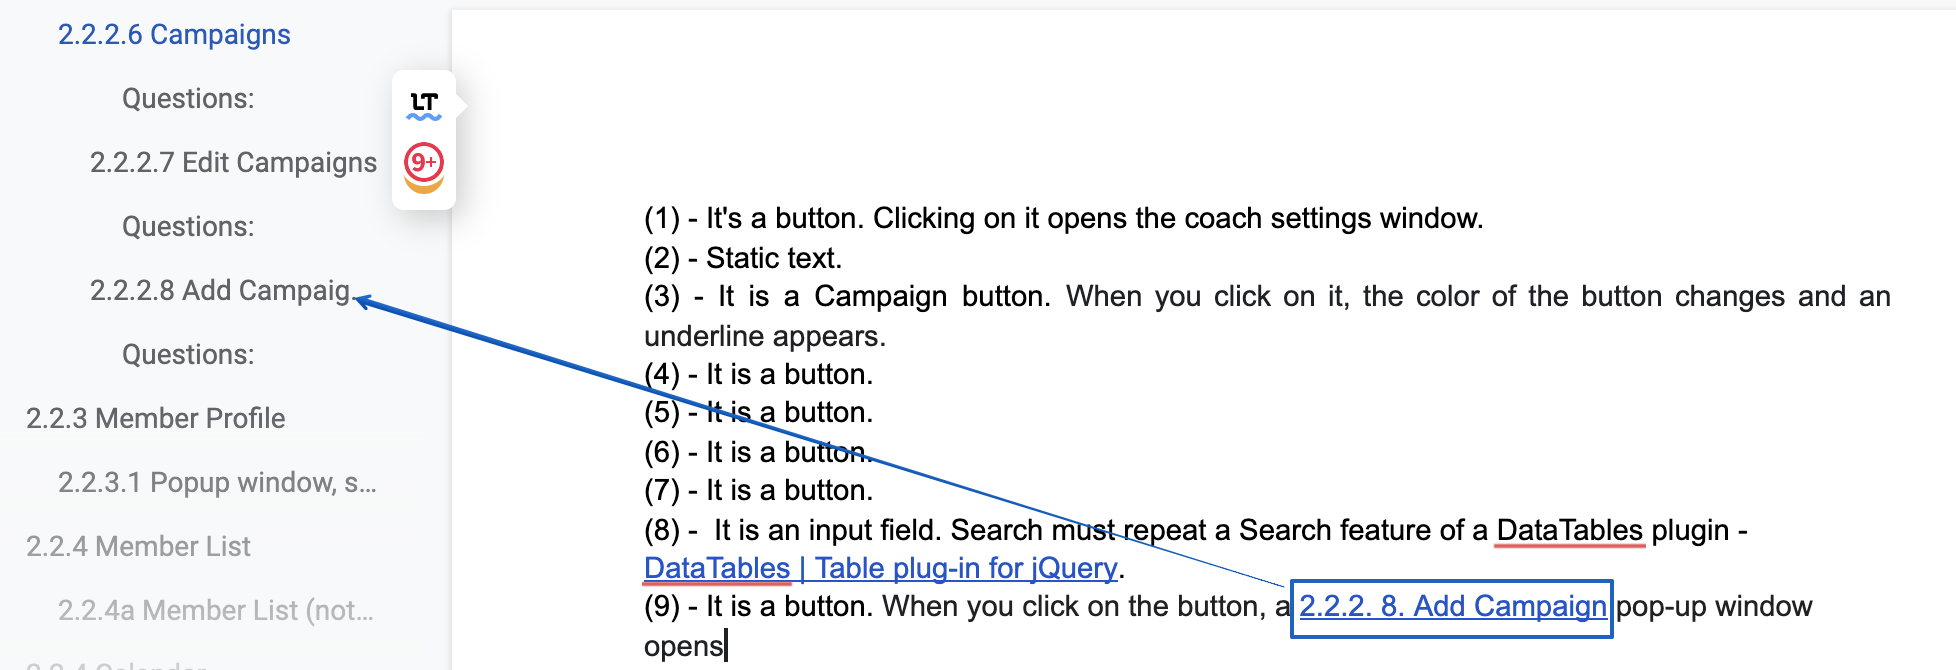 2.2.2.6 Campaigns
Questions:
2.2.2.7 Edit Campaigns
Questions:
2.2.2.8 Add Campaig.
Questions:
2.2.3 Member Profile
2.2.3.1 Popup window, s...
2.2.4 Member List
2.2.4a Member List (not...
2.2.4 Calendar
LT
9+
(1) - It's a button. Clicking on it opens the coach settings window.
(2) - Static text.
(3) - It is a Campaign button. When you click on it, the color of the button changes and an
underline appears.
(4) - It is a button.
(5) - It is a button.
(6) - It is a button.
(7) - It is a button.
(8) - It is an input field. Search must repeat a Search feature of a DataTables plugin -
DataTables | Table plug-in for jQuery.
(9) - It is a button. When you click on the button, a 2.2.2. 8. Add Campaign pop-up window
opens